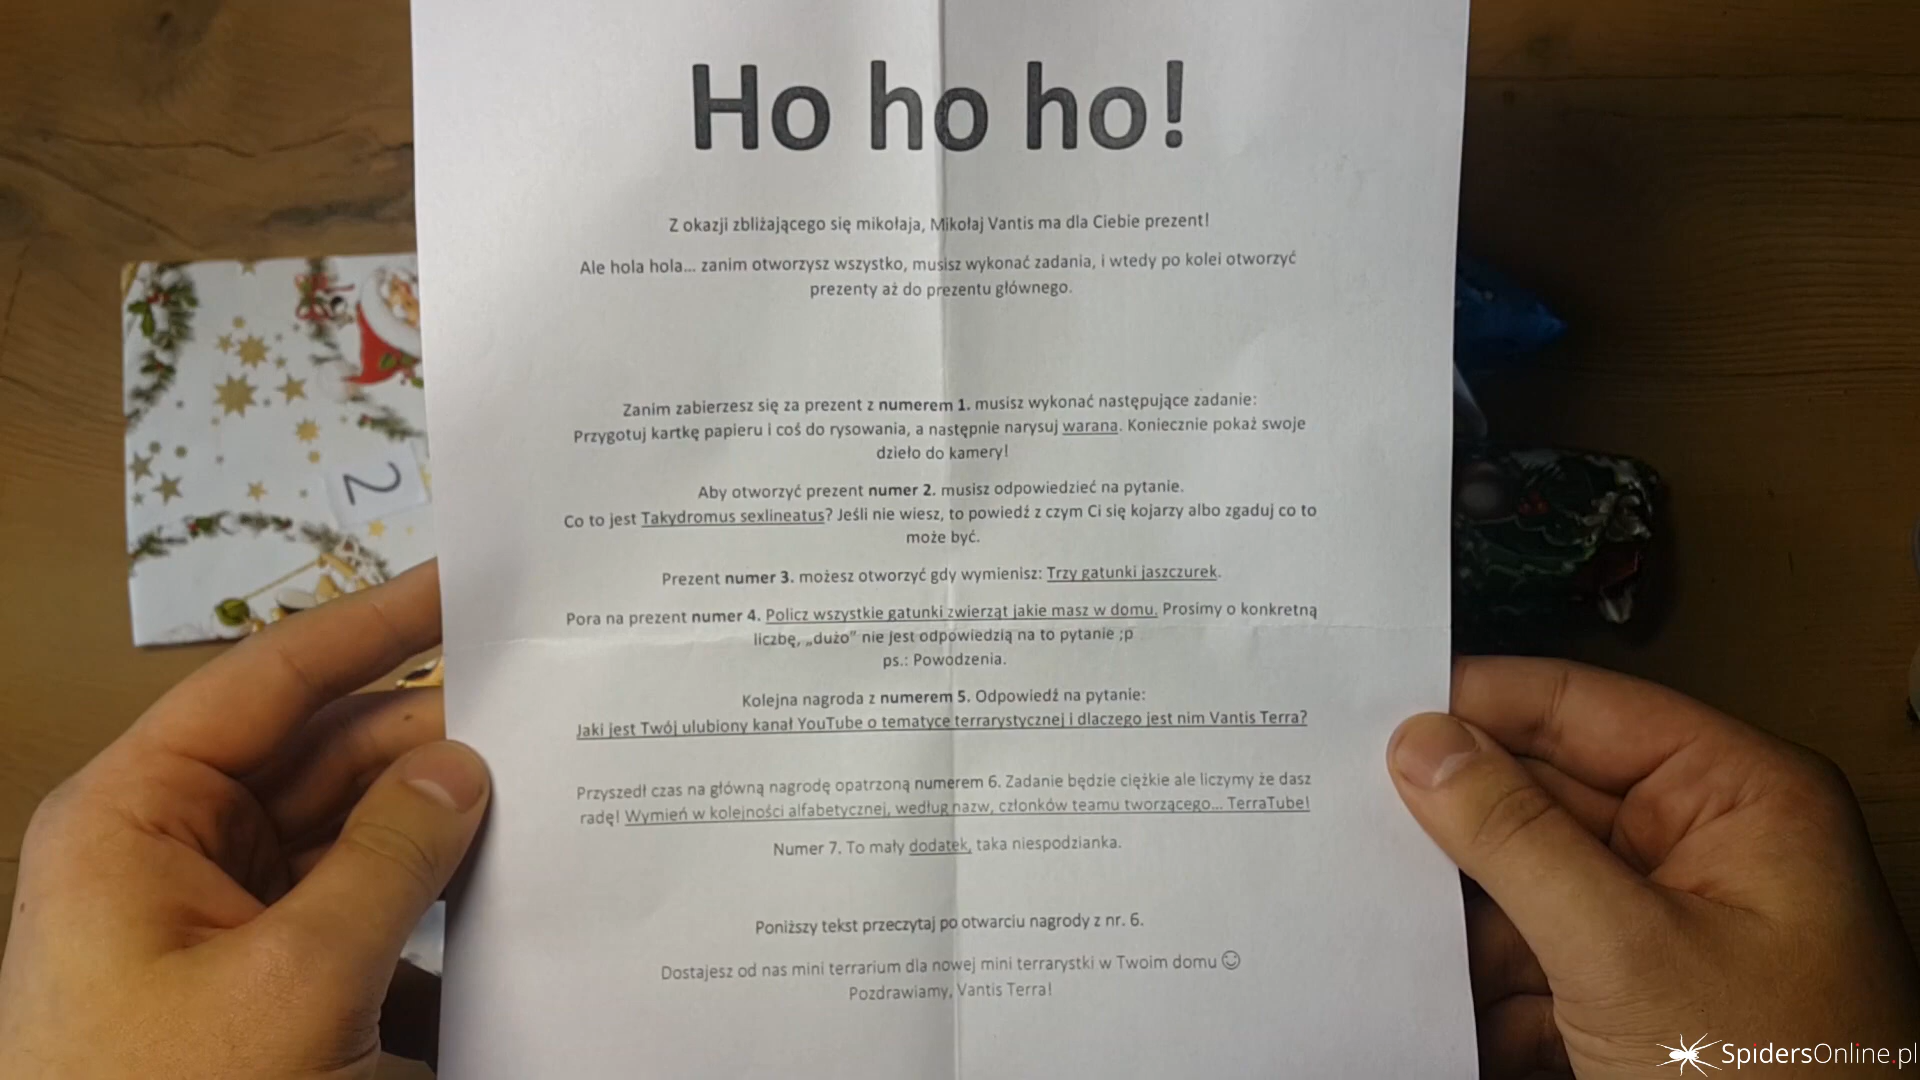 Ho ho ho!
Z okazji zbliżającego się mikołaja, Mikołaj Vantis ma dla Ciebie prezent!
Ale hola hola... zanim otworzysz wszystko, musisz wykonać zadania, i wtedy po kolei otworzyć
prezenty aż do prezentu głównego.
Zanim zabierzesz się za prezent z numerem 1. musisz wykonać następujące zadanie:
Przygotuj kartkę papieru i coś do rysowania, a następnie narysuj warana. Koniecznie pokaż swoje
dzieło do kamery!
Aby otworzyć prezent numer 2. musisz odpowiedzieć na pytanie.
Co to jest Takydromus sexlineatus? Jeśli nie wiesz, to powiedź z czym Ci się kojarzy albo zgaduj co to
może być.
Prezent numer 3. możesz otworzyć gdy wymienisz: Trzy gatunki jaszczurek.
Pora na prezent numer 4. Policz wszystkie gatunki zwierząt jakie masz w domu. Prosimy o konkretną
liczbę, „dużo” nie jest odpowiedzią na to pytanie ;p
ps.: Powodzenia.
Kolejna nagroda z numerem 5. Odpowiedź na pytanie:
Jaki jest Twój ulubiony kanał YouTube o tematyce terrarystycznej i dlaczego jest nim Vantis Terra?
Przyszedł czas na główną nagrodę opatrzoną numerem 6. Zadanie będzie ciężkie ale liczymy że dasz
radę! Wymień w kolejności alfabetycznej, według nazw, członków teamu tworzącego... TerraTube!
Numer 7. To mały dodatek, taka niespodzianka.
Poniższy tekst przeczytaj po otwarciu nagrody z nr. 6.
Dostajesz od nas mini terrarium dla nowej mini terrarystki w Twoim domu ☺
Pozdrawiamy, Vantis Terra!
2
SpidersOnline.pl